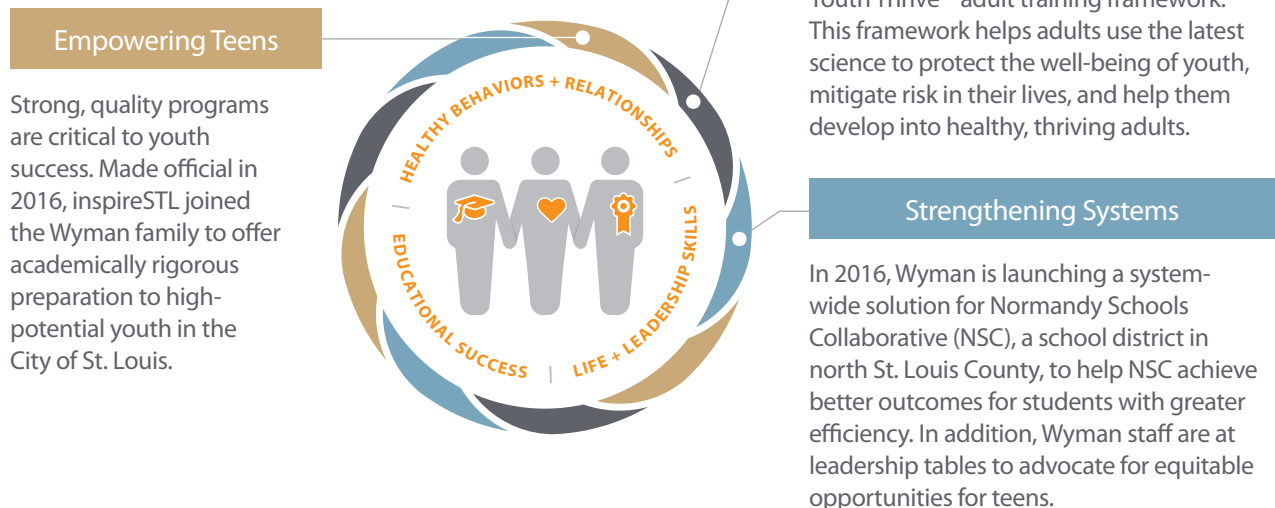 Empowering Teens
Strong, quality programs
are critical to youth
success. Made official in
2016, inspireSTL joined
the Wyman family to offer
academically rigorous
preparation to high-
potential youth in the
City of St. Louis.
HEALTHY BEHAVIORS + RELATIONSHIPS
EDUCATIONAL SUCCESS
LIFE + LEADERSHIP SKILLS
Youth Thrive™ adult training framework.
This framework helps adults use the latest
science to protect the well-being of youth,
mitigate risk in their lives, and help them
develop into healthy, thriving adults.
Strengthening Systems
In 2016, Wyman is launching a system-
wide solution for Normandy Schools
Collaborative (NSC), a school district in
north St. Louis County, to help NSC achieve
better outcomes for students with greater
efficiency. In addition, Wyman staff are at
leadership tables to advocate for equitable
opportunities for teens.